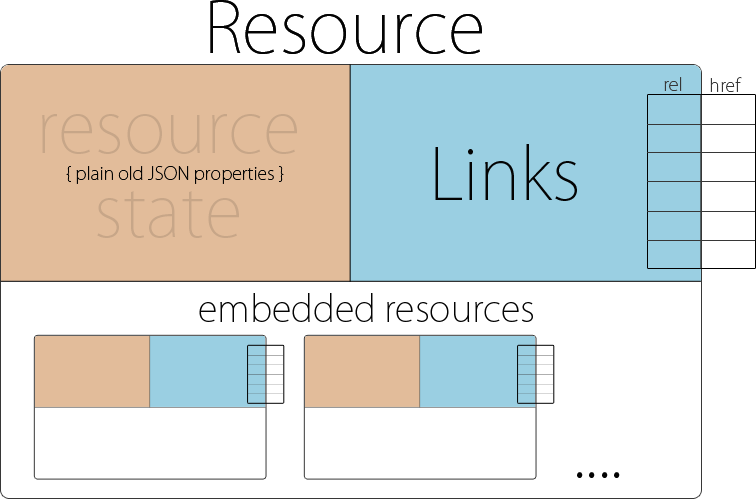 Resource
resource
{ plain old JSON properties }
state
Links
rel href
embedded resources
....